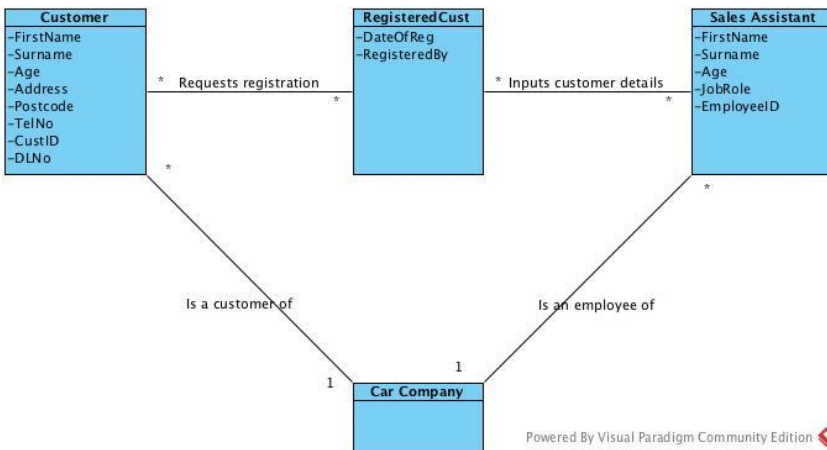 Customer
-FirstName
-Surname
-Age
-Address
-Postcode
-TelNo
-CustID
-DLNo
* Requests registration *
RegisteredCust
-DateOfReg
-RegisteredBy
* Inputs customer details *
Sales Assistant
-FirstName
-Surname
-Age
-JobRole
-EmployeeID
*
*
Is a customer of
Is an employee of
1
1
Car Company
Powered By Visual Paradigm Community Edition